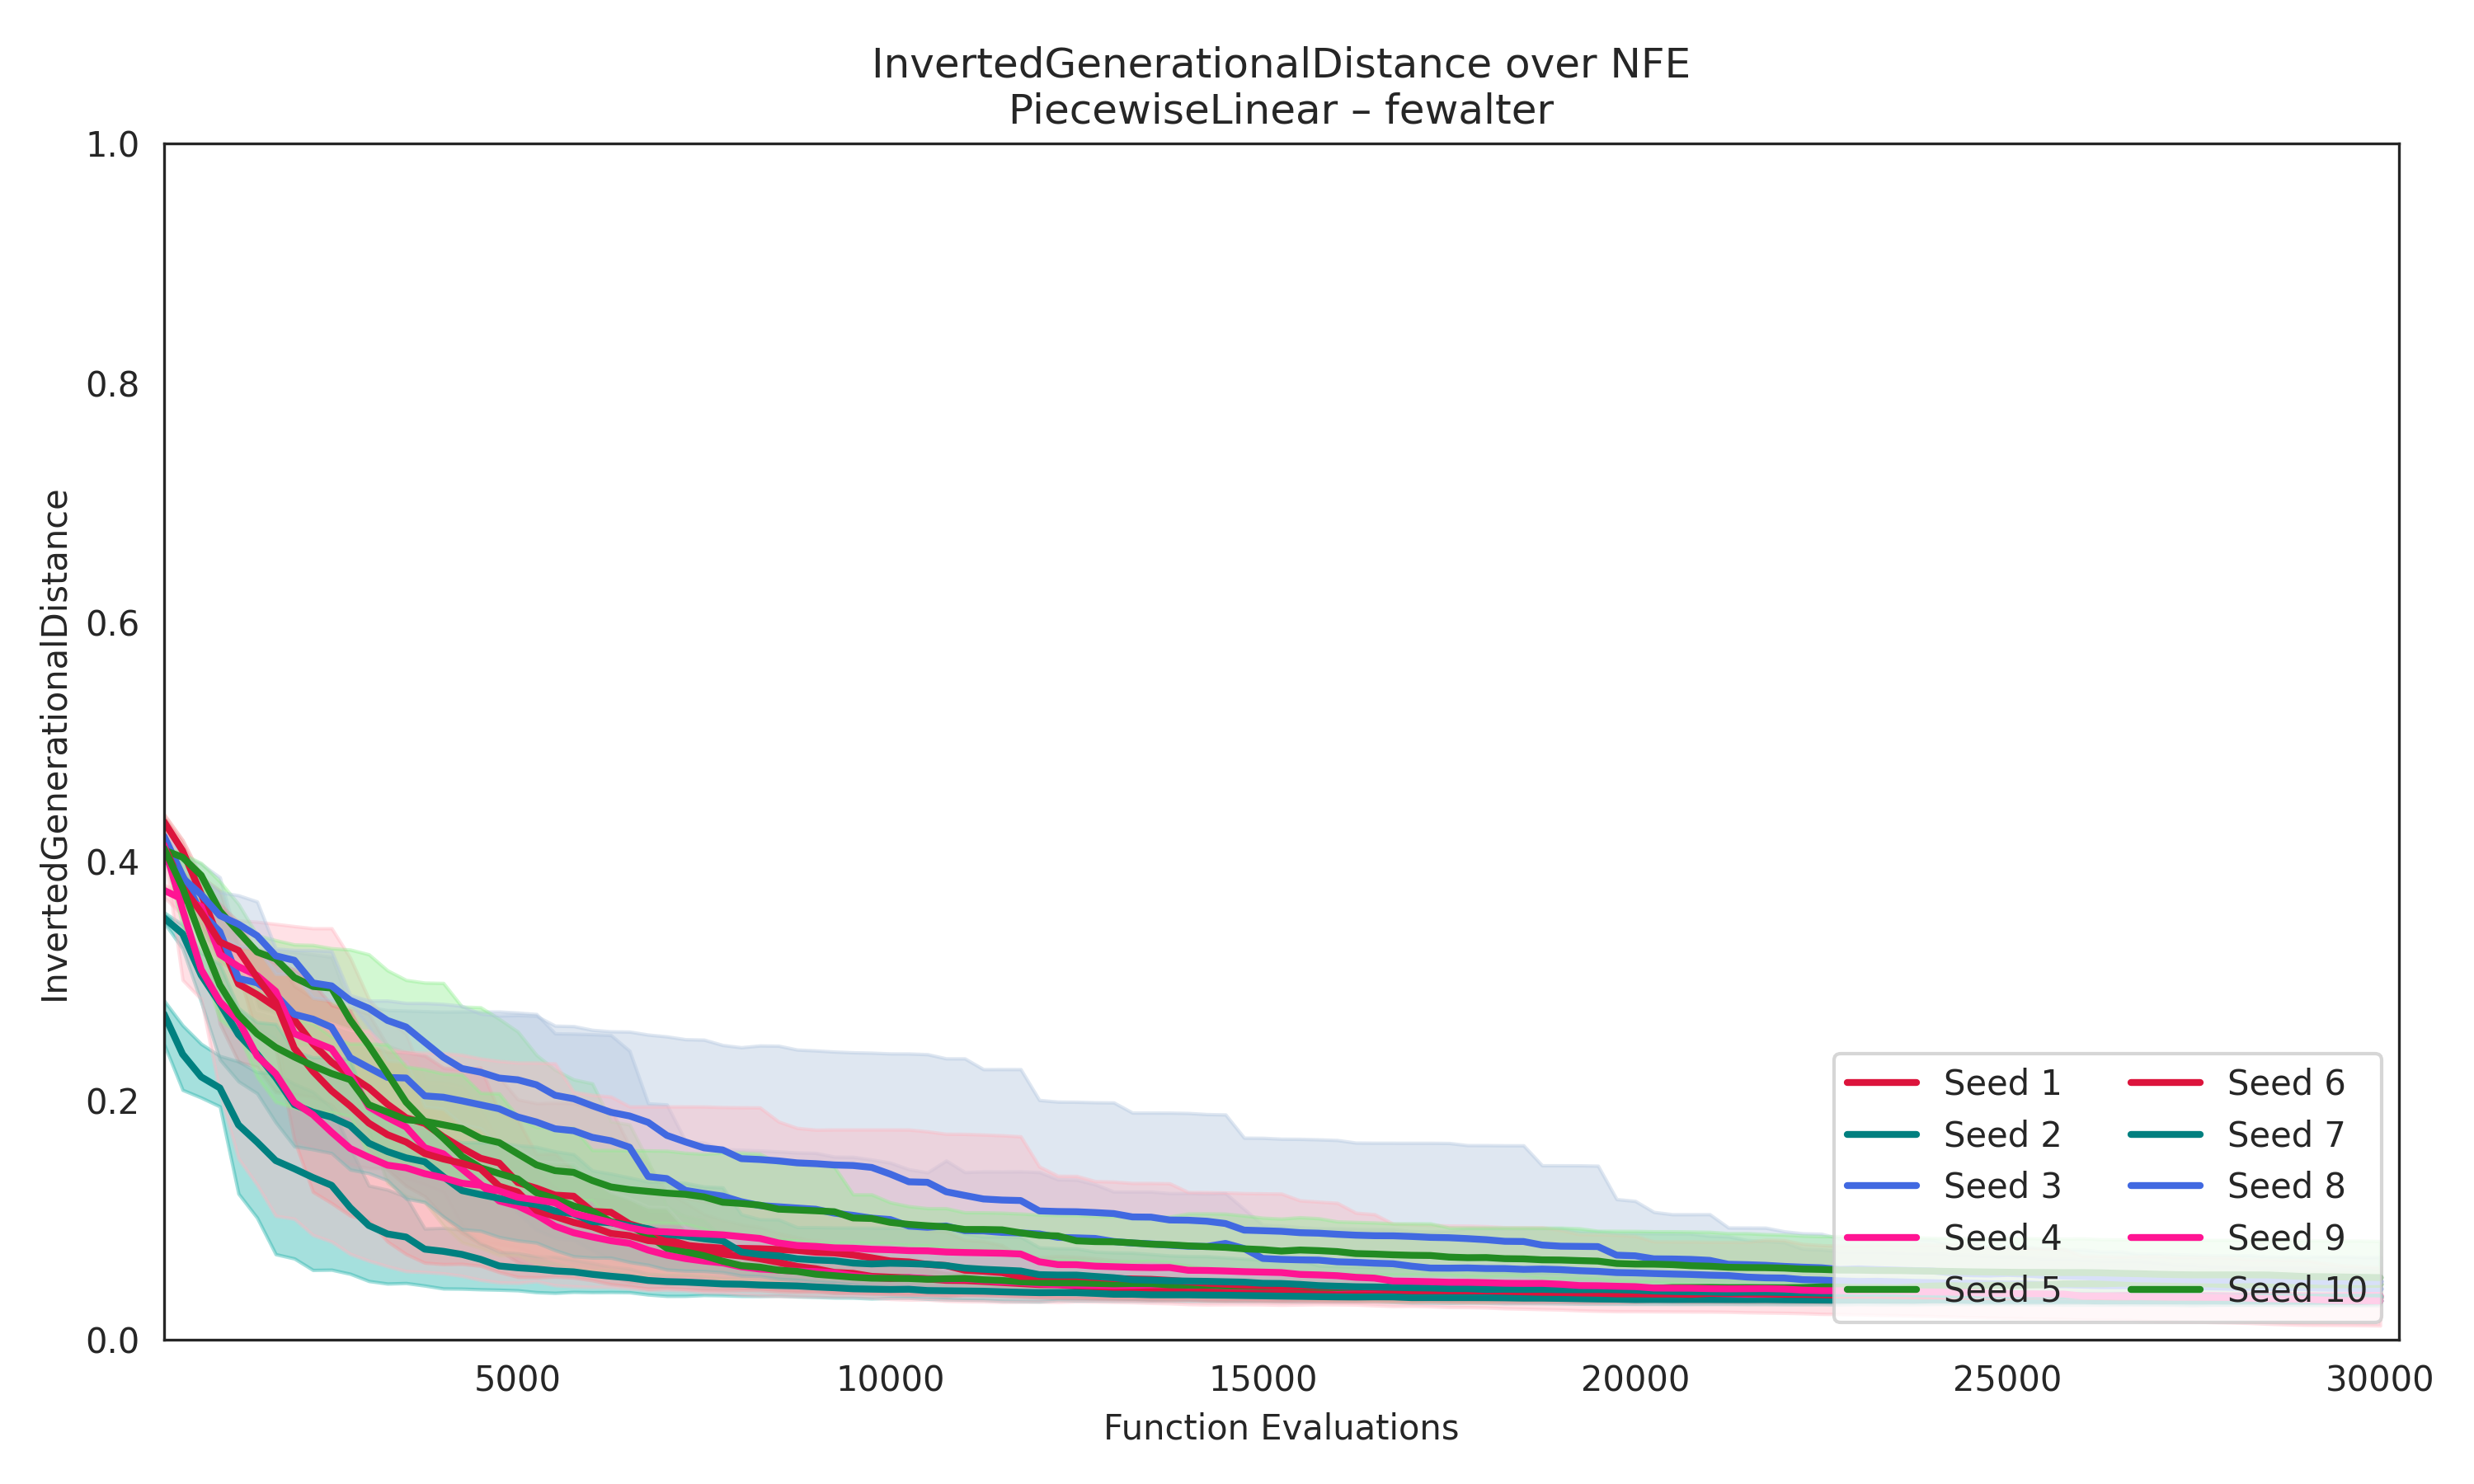 InvertedGenerationalDistance over NFE
PiecewiseLinear – fewalter
InvertedGenerationalDistance
1.0
0.8
0.6
0.4
0.2
0.0
Seed 1
Seed 2
Seed 3
Seed 4
Seed 5
Seed 6
Seed 7
Seed 8
Seed 9
Seed 10
5000 10000 15000 20000 25000 30000
Function Evaluations